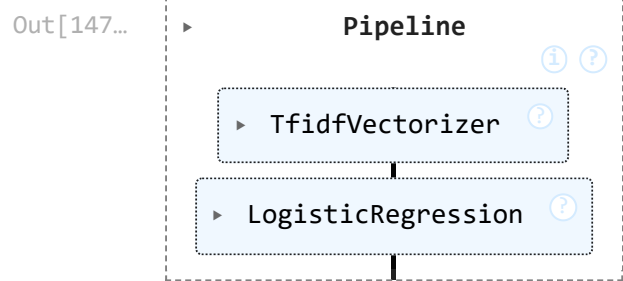 Out[147…
Pipeline
i ?
TfidfVectorizer ?
LogisticRegression ?